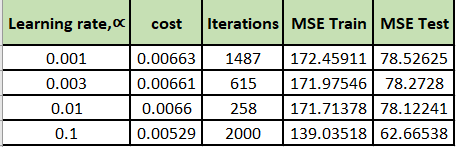 Learning rate,∝ cost Iterations MSE Train MSE Test
0.001 0.00663 1487 172.45911 78.52625
0.003 0.00661 615 171.97546 78.2728
0.01 0.0066 258 171.71378 78.12241
0.1 0.00529 2000 139.03518 62.66538